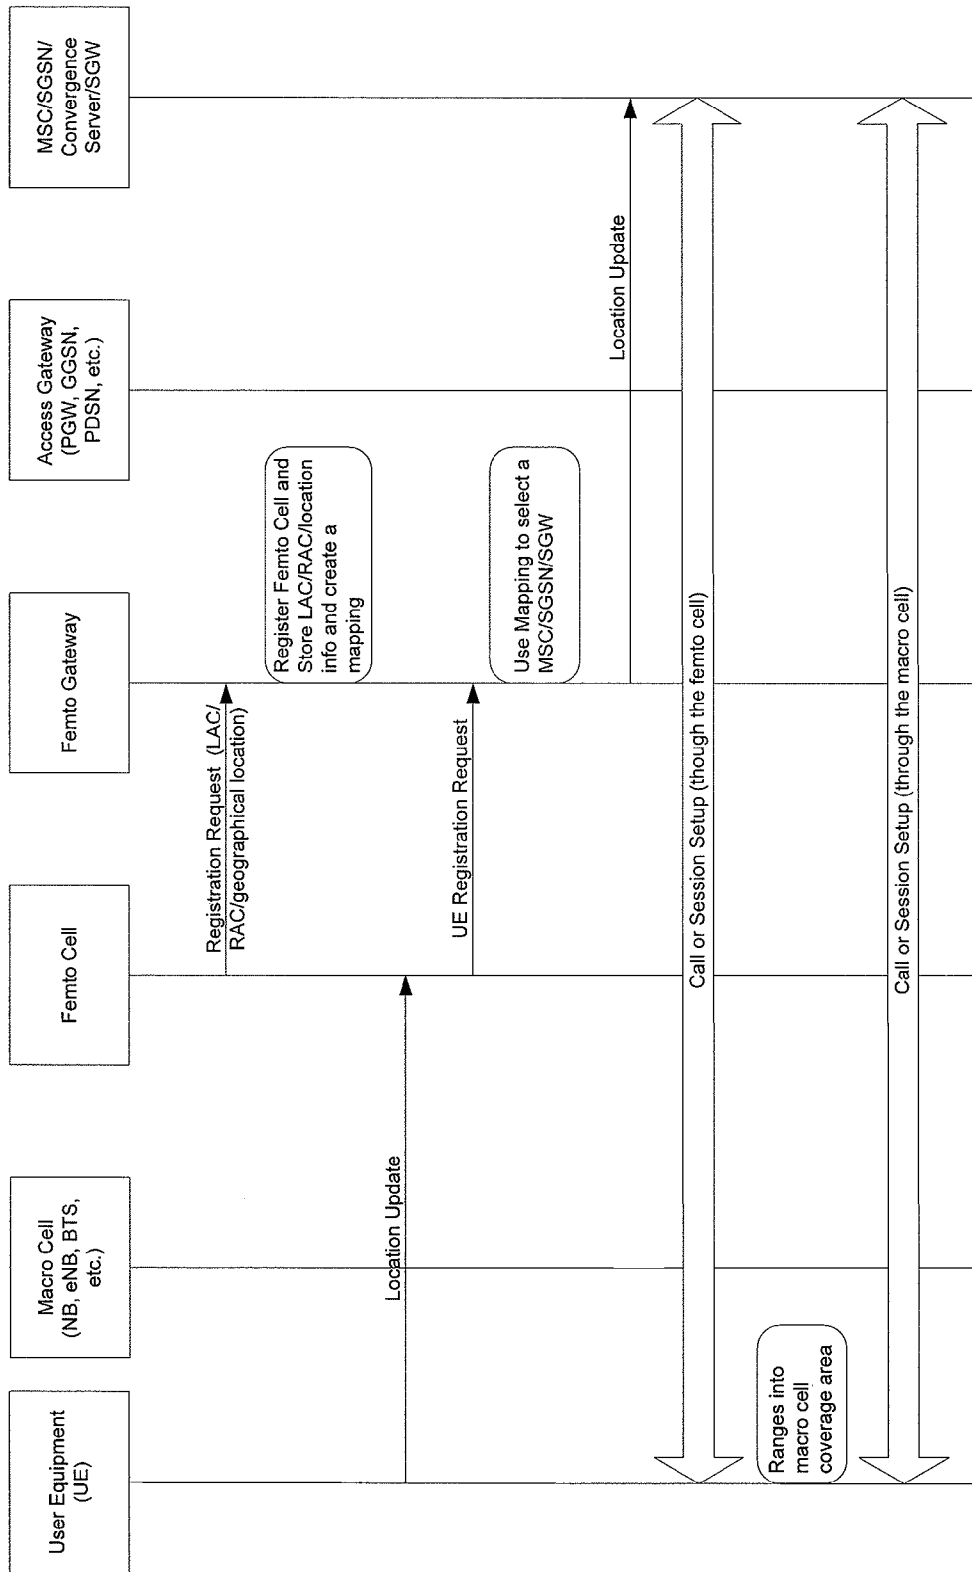 User Equipment
(UE)
Macro Cell
(NB, eNB, BTS,
etc.)
Femto Cell
Femto Gateway
Access Gateway
(PGW, GGSN,
PDSN, etc.)
MSC/SGSN/
Convergence
Server/SGW
Registration Request (LAC/
RAC/geographical location)
Register Femto Cell and
Store LAC/RAC/location
info and create a
mapping
Location Update
UE Registration Request
Use Mapping to select a
MSC/SGSN/SGW
Location Update
Call or Session Setup (though the femto cell)
Ranges into
macro cell
coverage area
Call or Session Setup (through the macro cell)